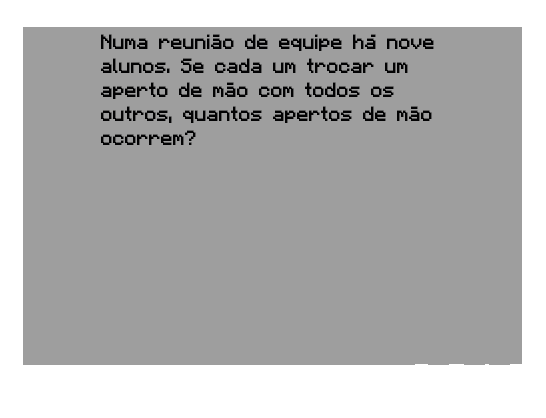 Numa reunião de equipe há nove
alunos. Se cada um trocar um
aperto de mão com todos os
outros, quantos apertos de mão
ocorrem?